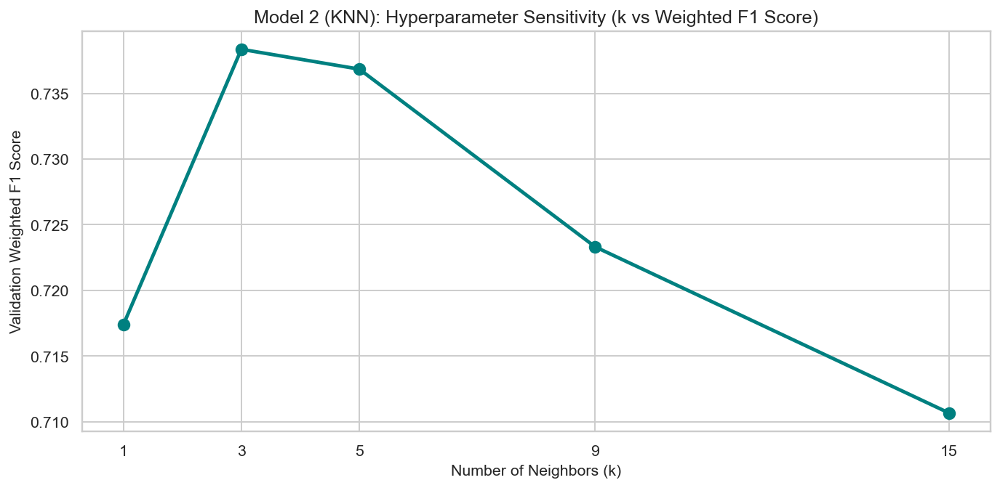 Model 2 (KNN): Hyperparameter Sensitivity (k vs Weighted F1 Score)
Validation Weighted F1 Score
0.735
0.730
0.725
0.720
0.715
0.710
1 3 5 9 15
Number of Neighbors (k)